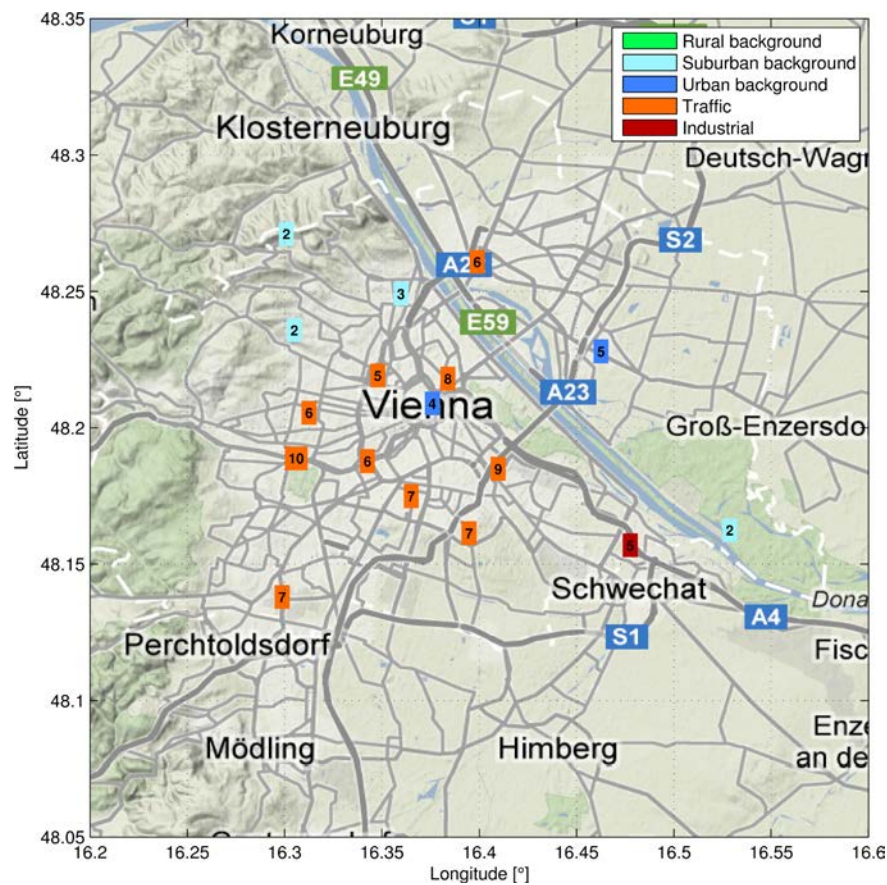 48.35
48.3
48.25
48.2
48.15
48.1
48.05
Latitude [°]
16.2
16.25
16.3
16.35
16.4
16.45
16.5
16.55
16.6
Longitude [°]
Rural background
Suburban background
Urban background
Traffic
Industrial
Korneuburg
E49
Klosterneuburg
Deutsch-Wagr
S2
2
A2
6
3
E59
2
5
5
8
A23
Vienna
4
6
Groß-Enzersdo
10
6
9
7
7
2
5
Schwechat
7
Dona
A4
Perchtoldsdorf
S1
Fisc
Mödling
Himberg
Enze
an de